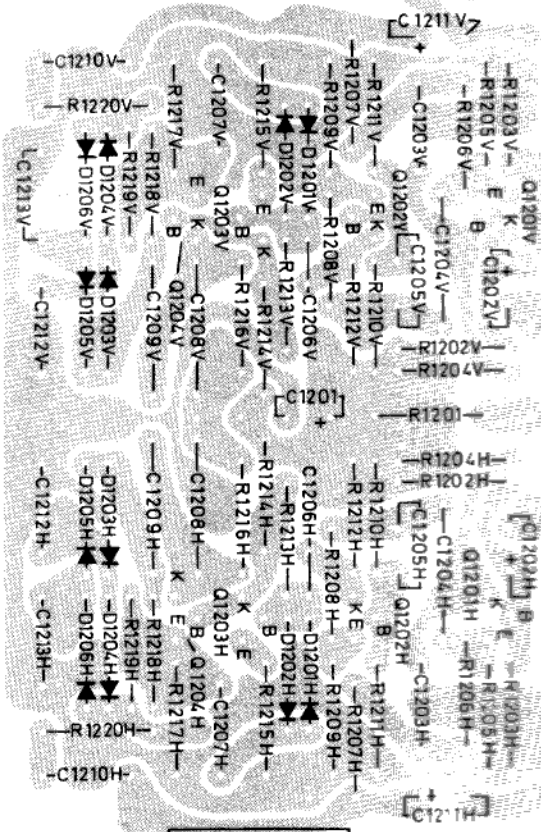 C1211V
+
C1210V
R1220V
R1217V
C1207V
R1215V
D1202V
D1201V
R1209V
R1207V
R1211V
C1203V
R1206V
R1205V
R1203V
C1213V
D1206V
D1204V
R1219V
R1218V
E
K
B
Q1203V
B
E
K
R1208V
B
E K
Q1202V
E
K
B
Q1201V
+
C1202V
C1212V
D1205V
D1203V
C1209V
Q1204V
C1208V
R1216V
R1214V
R1213V
C1206V
R1212V
R1210V
C1205V
C1204V
R1202V
R1204V
C1201
+
R1201
R1204H
R1202H
C1212H
D1205H
D1203H
C1209H
C1208H
R1216H
R1214H
R1213H
C1206H
R1212H
R1210H
C1205H
C1204H
C1202H
+
C1213H
D1206H
D1204H
R1219H
R1218H
K
E
B
Q1204H
Q1203H
K
E
B
R1208H
K E
B
Q1202H
Q1201H
K
E
B
R1220H
C1210H
R1217H
C1207H
R1215H
D1202H
D1201H
R1209H
R1207H
R1211H
C1203H
R1206H
R1205H
R1203H
+
C1211H